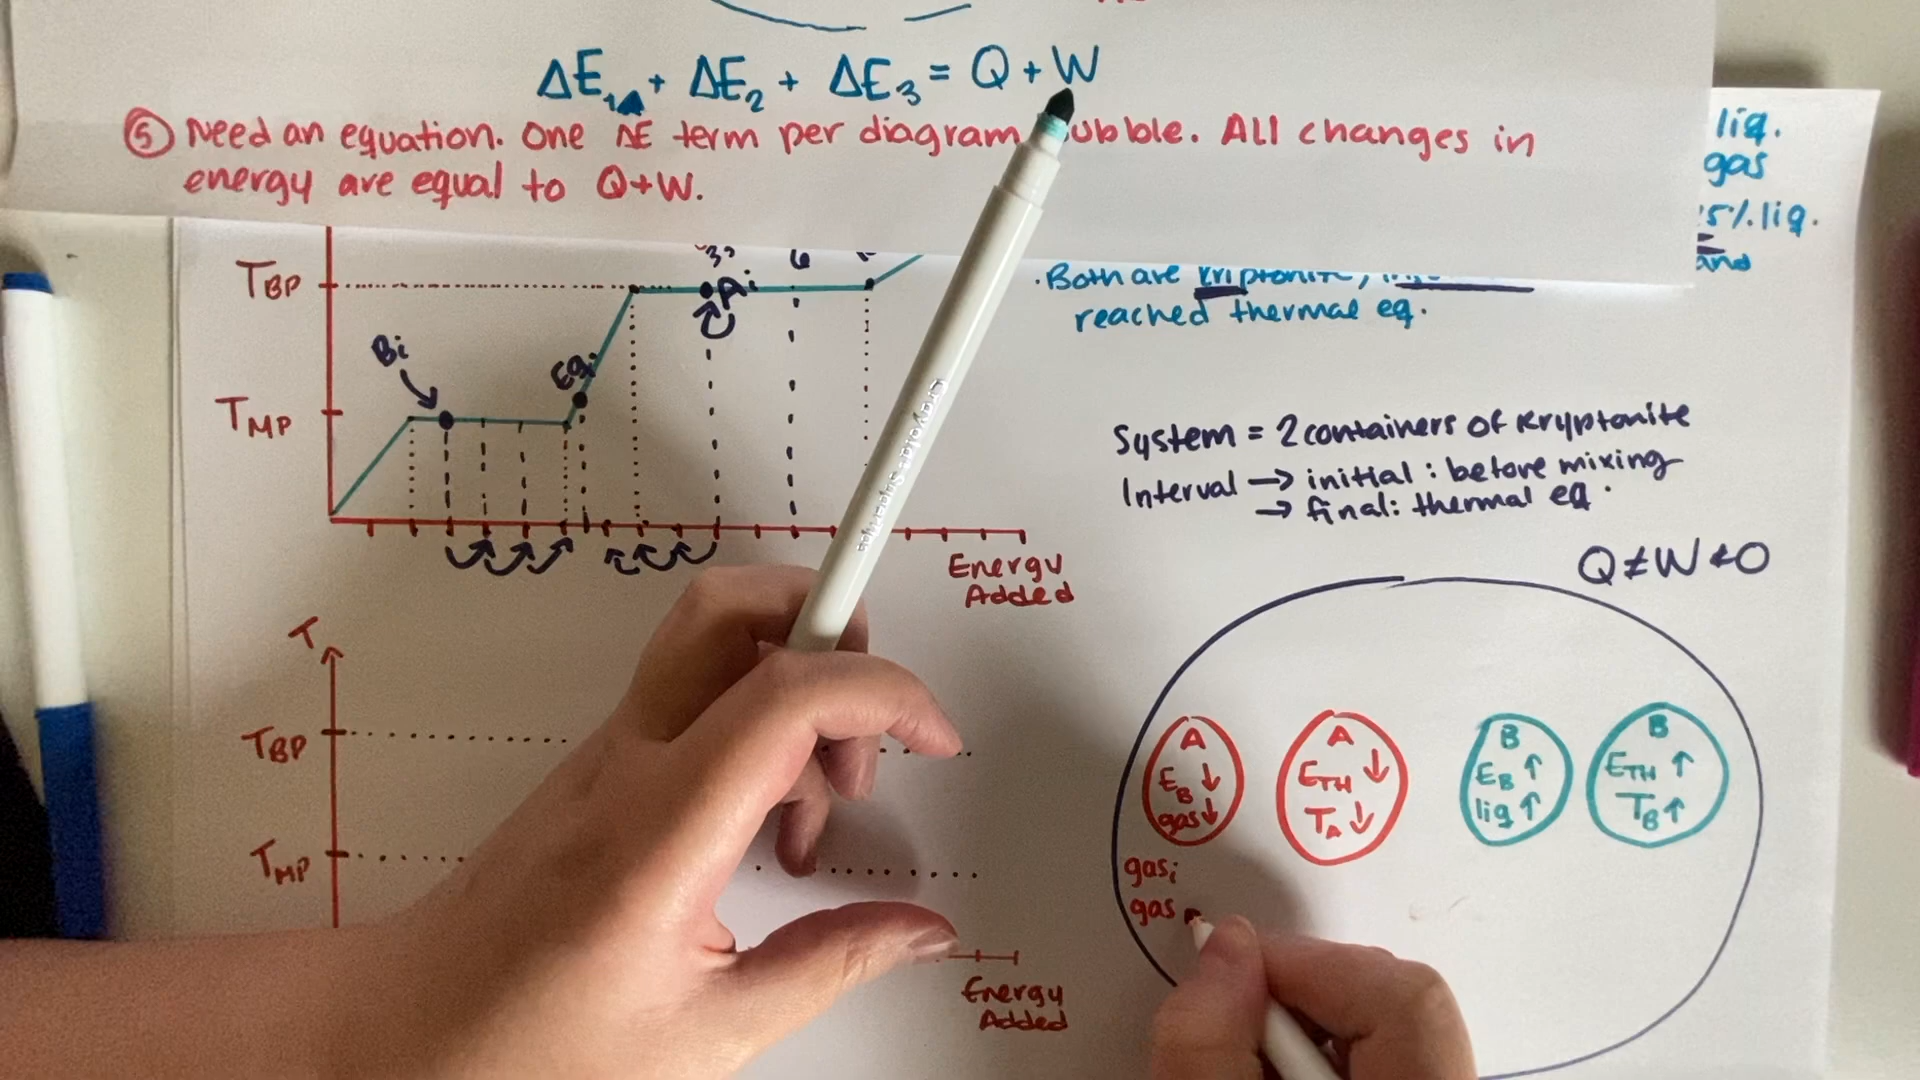 ΔE₁ + ΔE₂ + ΔE₃ = Q + W
⑤ Need an equation. One ΔE term per diagram bubble. All changes in
energy are equal to Q+W.
liq.
gas
5% liq.
and
TBP
Ai
6
Bi
Eq.
TMP
Energy
Added
· Both are
reached thermal eq.
System = 2 containers of Kryptonite
Interval → initial : before mixing
→ final: thermal eq.
T
TBP
TMP
Energy
Added
A
EB ↓
gas ↓
A
ETH ↓
TA ↓
B
EB ↑
liq ↑
B
ETH ↑
TB ↑
gasi
gas